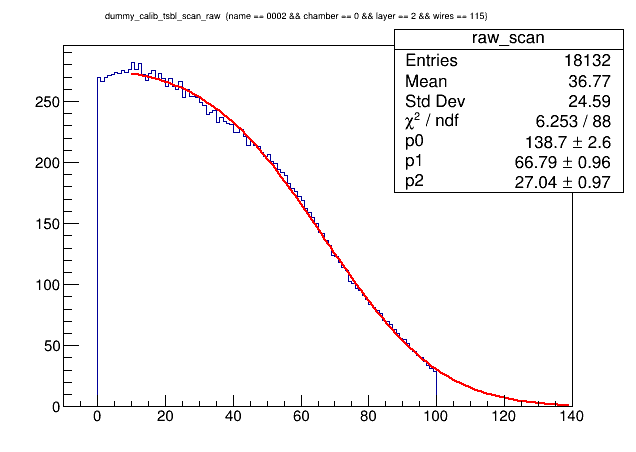 dummy_calib_tsbl_scan_raw (name == 0002 && chamber == 0 && layer == 2 && wires == 115)
raw_scan
Entries 18132
Mean 36.77
Std Dev 24.59
χ² / ndf 6.253 / 88
p0 138.7 ± 2.6
p1 66.79 ± 0.96
p2 27.04 ± 0.97
250
200
150
100
50
0
0 20 40 60 80 100 120 140